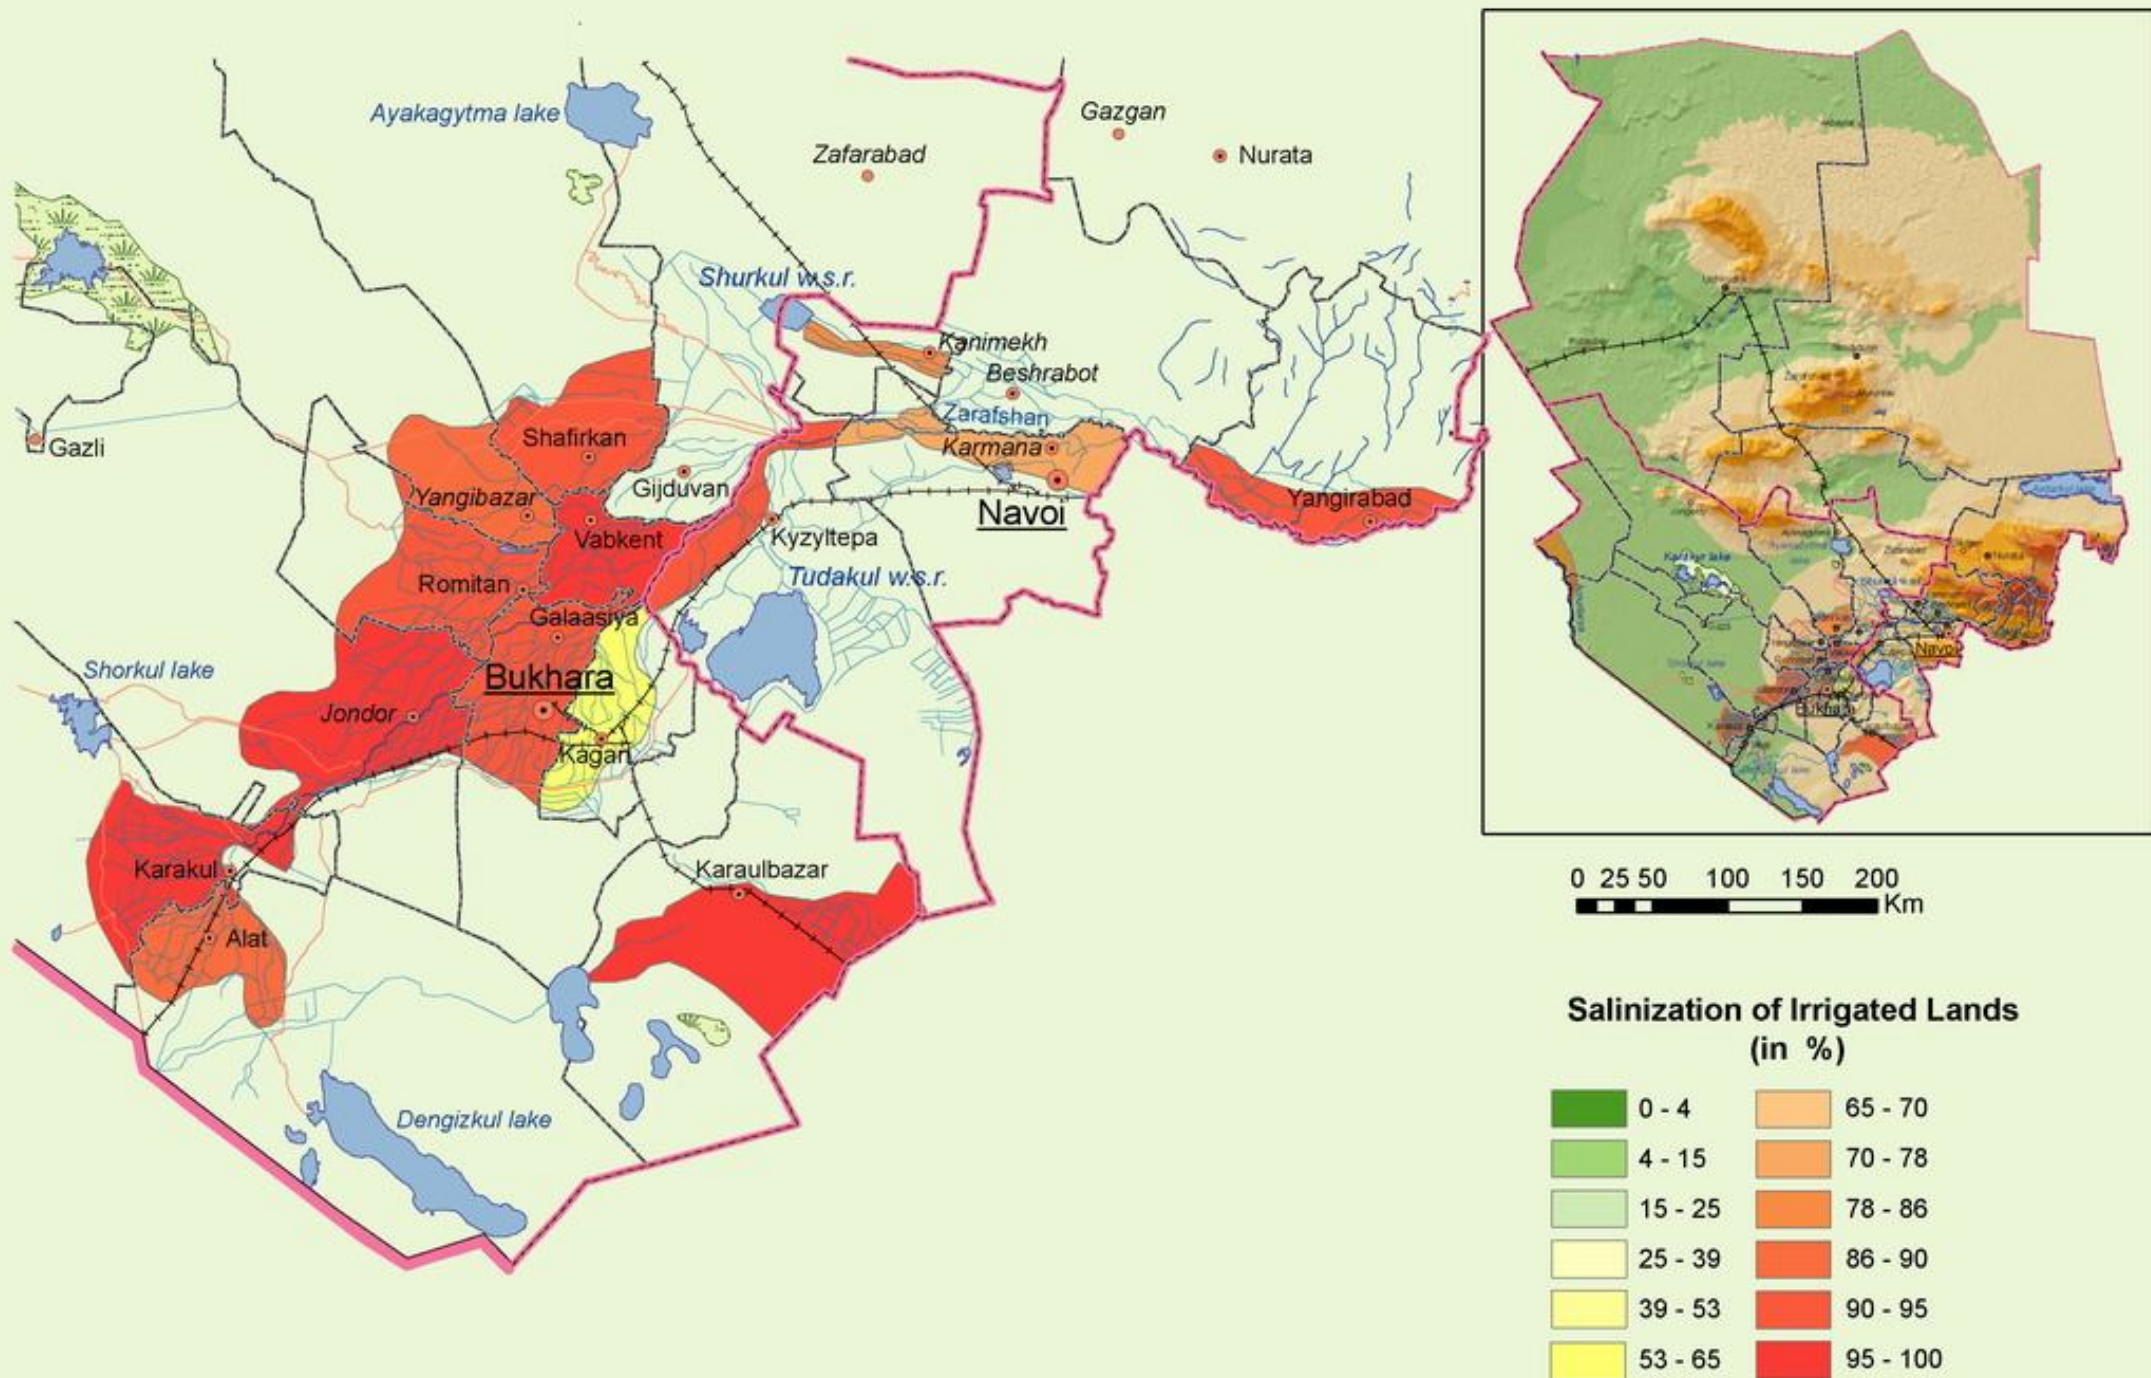 Ayakagytma lake
Gazgan
Zafarabad
Nurata
Shurkul w.s.r.
Kanimekh
Beshrabot
Zarafshan
Shafirkan
Karmana
Gazli
Gijduvan
Yangibazar
Yangirabad
Navoi
Vabkent
Kyzyltepa
Romitan
Tudakul w.s.r.
Galaasiya
Shorkul lake
Bukhara
Jondor
Kagan
Karakul
Karaulbazar
Alat
Dengizkul lake
Navoi
Bukhara
0 25 50 100 150 200
Km
Salinization of Irrigated Lands
(in %)
0 - 4
65 - 70
4 - 15
70 - 78
15 - 25
78 - 86
25 - 39
86 - 90
39 - 53
90 - 95
53 - 65
95 - 100